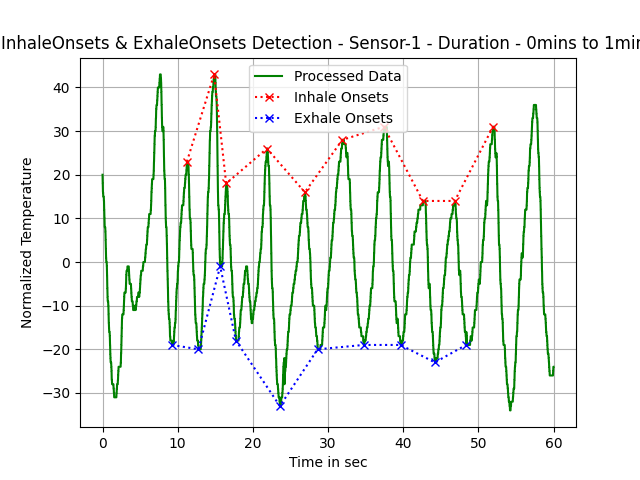 InhaleOnsets & ExhaleOnsets Detection - Sensor-1 - Duration - 0mins to 1min
Processed Data
Inhale Onsets
Exhale Onsets
Normalized Temperature
40
30
20
10
0
−10
−20
−30
0 10 20 30 40 50 60
Time in sec